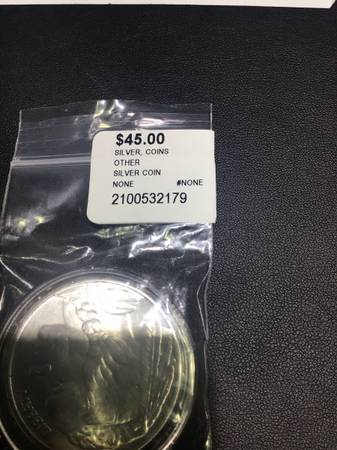 $45.00
SILVER, COINS
OTHER
SILVER COIN
NONE #NONE
2100532179